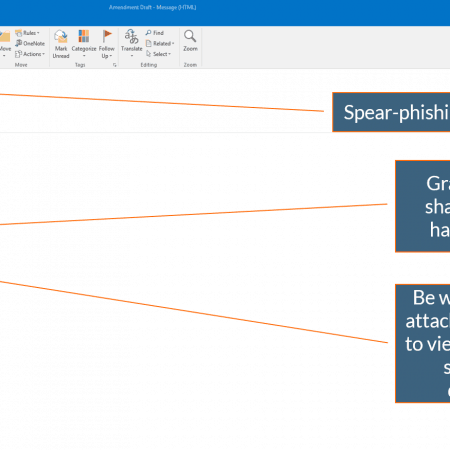 Amendment Draft - Message (HTML)
Move
Rules
OneNote
Actions
Move
Mark Unread
Categorize
Follow Up
Tags
Translate
Find
Related
Select
Editing
Zoom
Zoom
Spear-phishi
Gra
sha
ha
Be w
attac
to vie
s